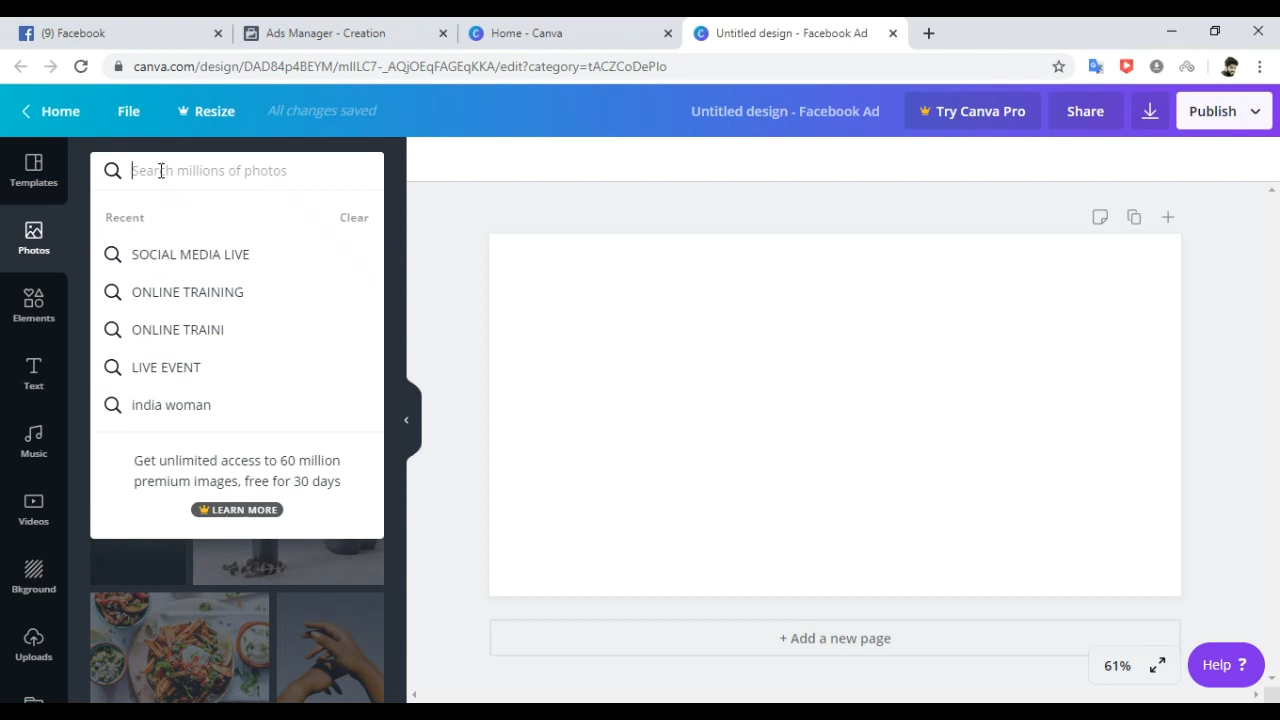 (9) Facebook
Ads Manager - Creation
Home - Canva
Untitled design - Facebook Ad
canva.com/design/DAD84p4BEYM/mIILC7-_AQjOEqFAGEqKKA/edit?category=tACZCoDePIo
Home
File
Resize
All changes saved
Untitled design - Facebook Ad
Try Canva Pro
Share
Publish
Templates
Photos
Elements
Text
Music
Videos
Bkground
Uploads
Search millions of photos
Recent
Clear
SOCIAL MEDIA LIVE
ONLINE TRAINING
ONLINE TRAINI
LIVE EVENT
india woman
Get unlimited access to 60 million
premium images, free for 30 days
LEARN MORE
+ Add a new page
61%
Help ?